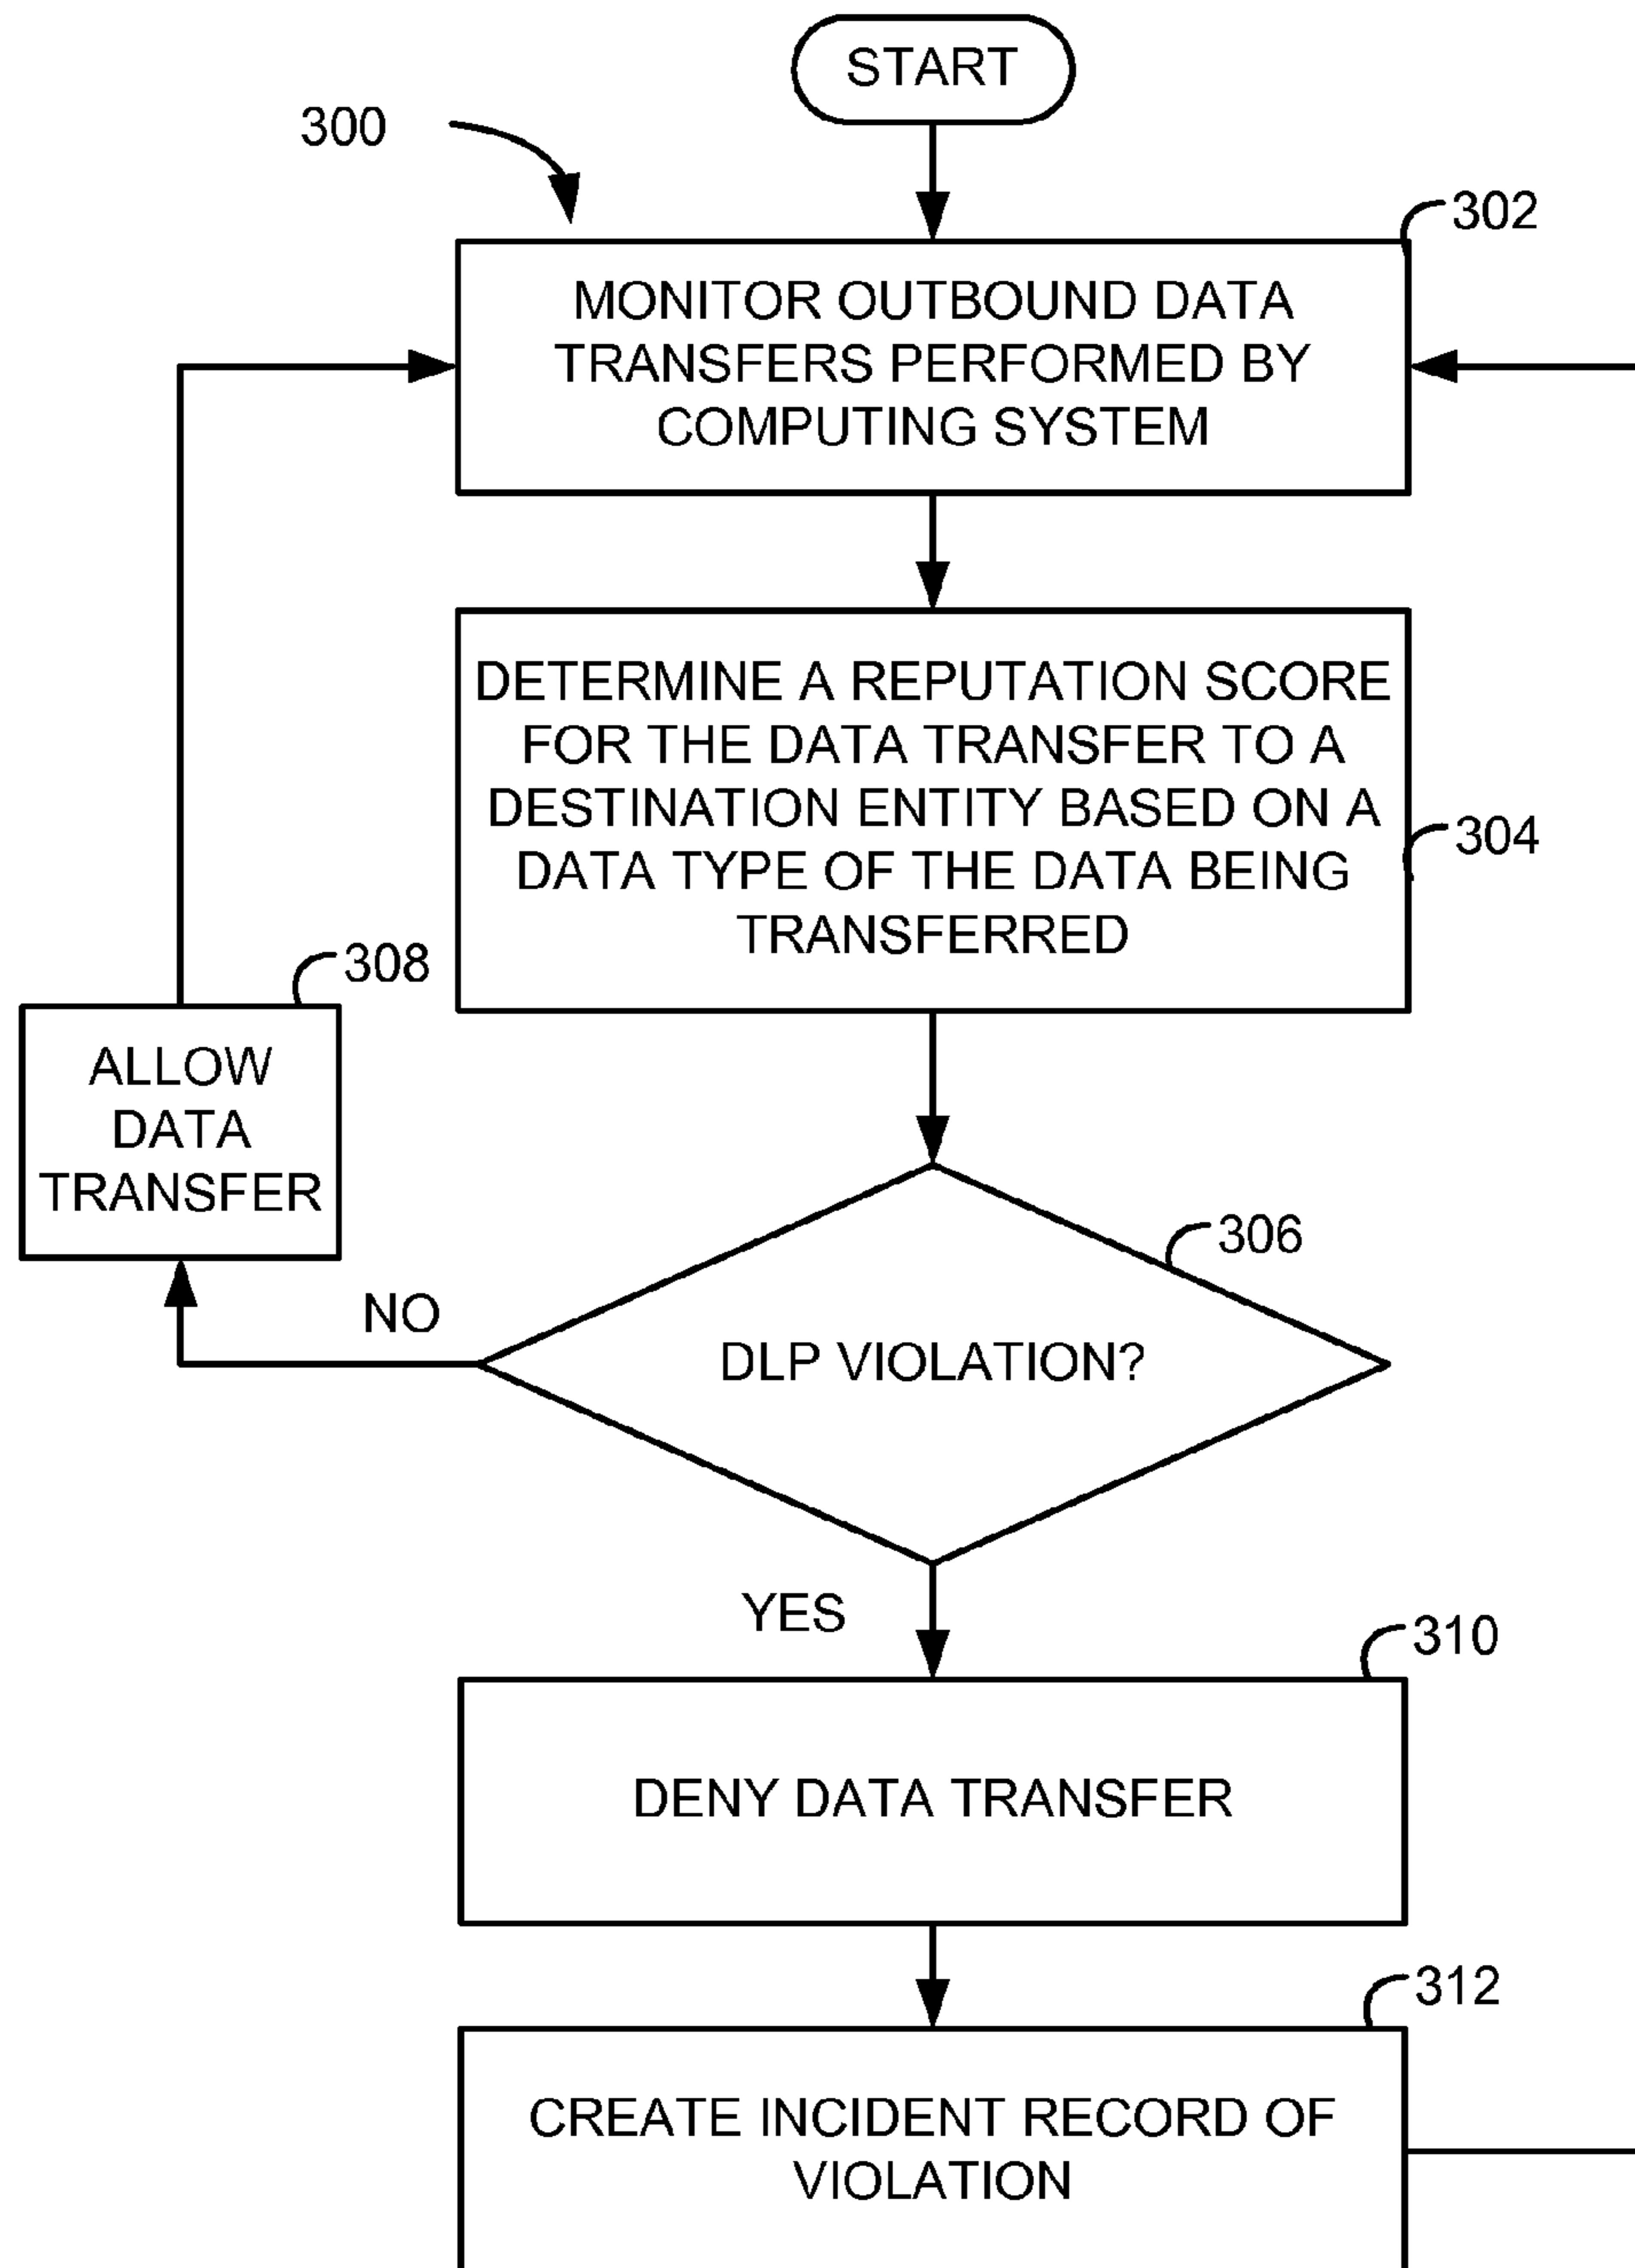 START
300
302
MONITOR OUTBOUND DATA
TRANSFERS PERFORMED BY
COMPUTING SYSTEM
DETERMINE A REPUTATION SCORE
FOR THE DATA TRANSFER TO A
DESTINATION ENTITY BASED ON A
DATA TYPE OF THE DATA BEING
TRANSFERRED
304
308
ALLOW
DATA
TRANSFER
306
NO
DLP VIOLATION?
YES
310
DENY DATA TRANSFER
312
CREATE INCIDENT RECORD OF
VIOLATION